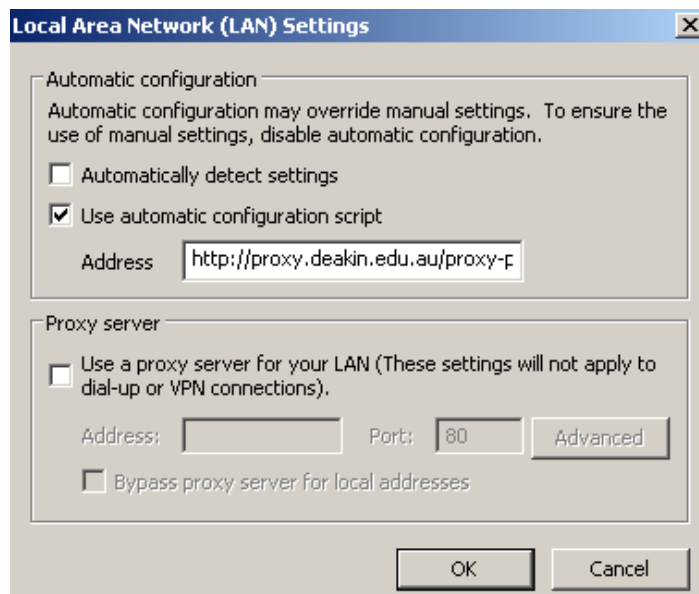 Local Area Network (LAN) Settings
Automatic configuration
Automatic configuration may override manual settings. To ensure the
use of manual settings, disable automatic configuration.
Automatically detect settings
Use automatic configuration script
Address http://proxy.deakin.edu.au/proxy-p
Proxy server
Use a proxy server for your LAN (These settings will not apply to
dial-up or VPN connections).
Address: Port: 80 Advanced
Bypass proxy server for local addresses
OK Cancel